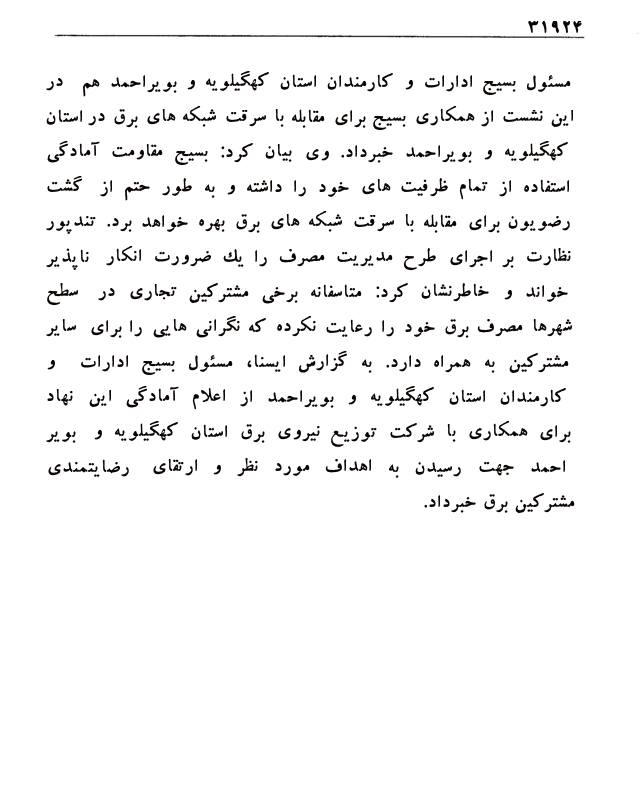 ۳۱۹۲۴
مسئول بسیج ادارات و کارمندان استان کهگیلویه و بویراحمد هم در
این نشست از همکاری بسیج برای مقابله با سرقت شبکه های برق در استان
کهگیلویه و بویراحمد خبرداد. وی بیان کرد: بسیج مقاومت آمادگی
استفاده از تمام ظرفیت های خود را داشته و به طور حتم از گشت
رضویون برای مقابله با سرقت شبکه های برق بهره خواهد برد. تندپور
نظارت بر اجرای طرح مدیریت مصرف را یك ضرورت انکار ناپذیر
خواند و خاطرنشان کرد: متاسفانه برخی مشترکین تجاری در سطح
شهرها مصرف برق خود را رعایت نکرده که نگرانی هایی را برای سایر
مشترکین به همراه دارد. به گزارش ایسنا، مسئول بسیج ادارات و
کارمندان استان کهگیلویه و بویراحمد از اعلام آمادگی این نهاد
برای همکاری با شرکت توزیع نیروی برق استان کهگیلویه و بویر
احمد جهت رسیدن به اهداف مورد نظر و ارتقای رضایتمندی
مشترکین برق خبرداد.